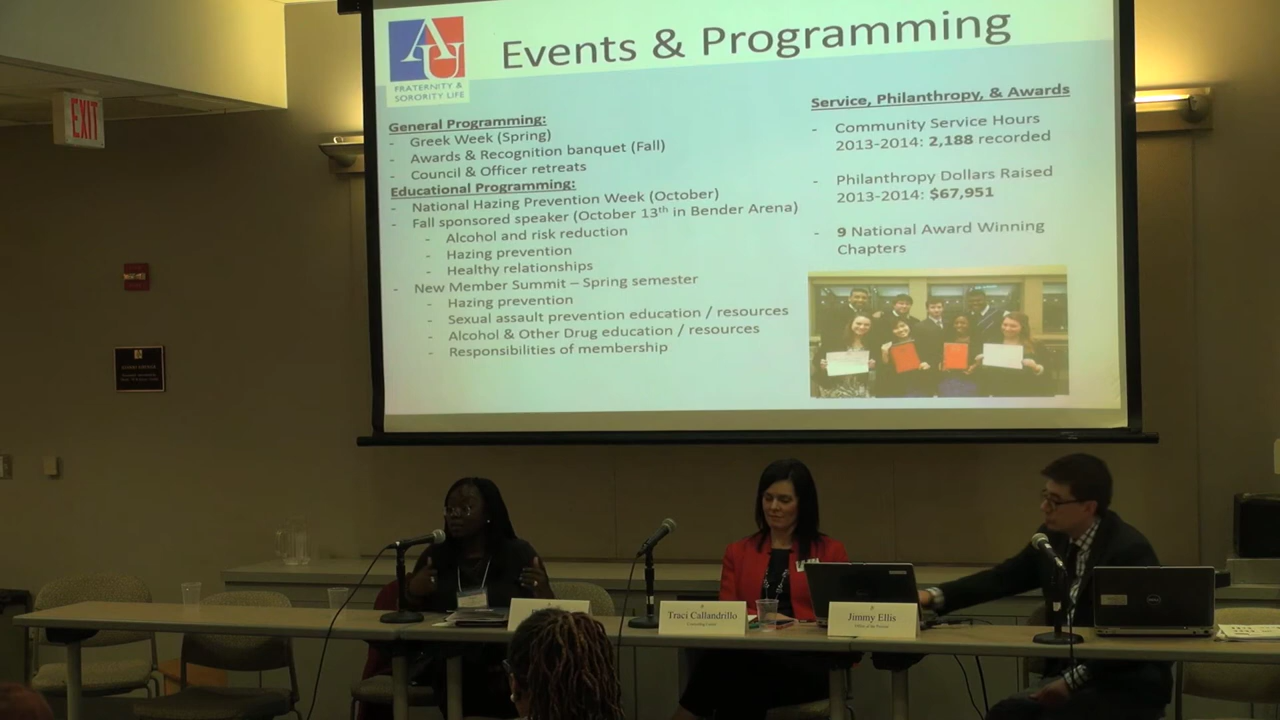 AU
FRATERNITY &
SORORITY LIFE
Events & Programming
General Programming:
- Greek Week (Spring)
- Awards & Recognition banquet (Fall)
- Council & Officer retreats
Educational Programming:
- National Hazing Prevention Week (October)
- Fall sponsored speaker (October 13th in Bender Arena)
- Alcohol and risk reduction
- Hazing prevention
- Healthy relationships
- New Member Summit – Spring semester
- Hazing prevention
- Sexual assault prevention education / resources
- Alcohol & Other Drug education / resources
- Responsibilities of membership
Service, Philanthropy, & Awards
- Community Service Hours
2013-2014: 2,188 recorded
- Philanthropy Dollars Raised
2013-2014: $67,951
- 9 National Award Winning
Chapters
EXIT
Traci Callandrillo
Counseling Center
Jimmy Ellis
DELL